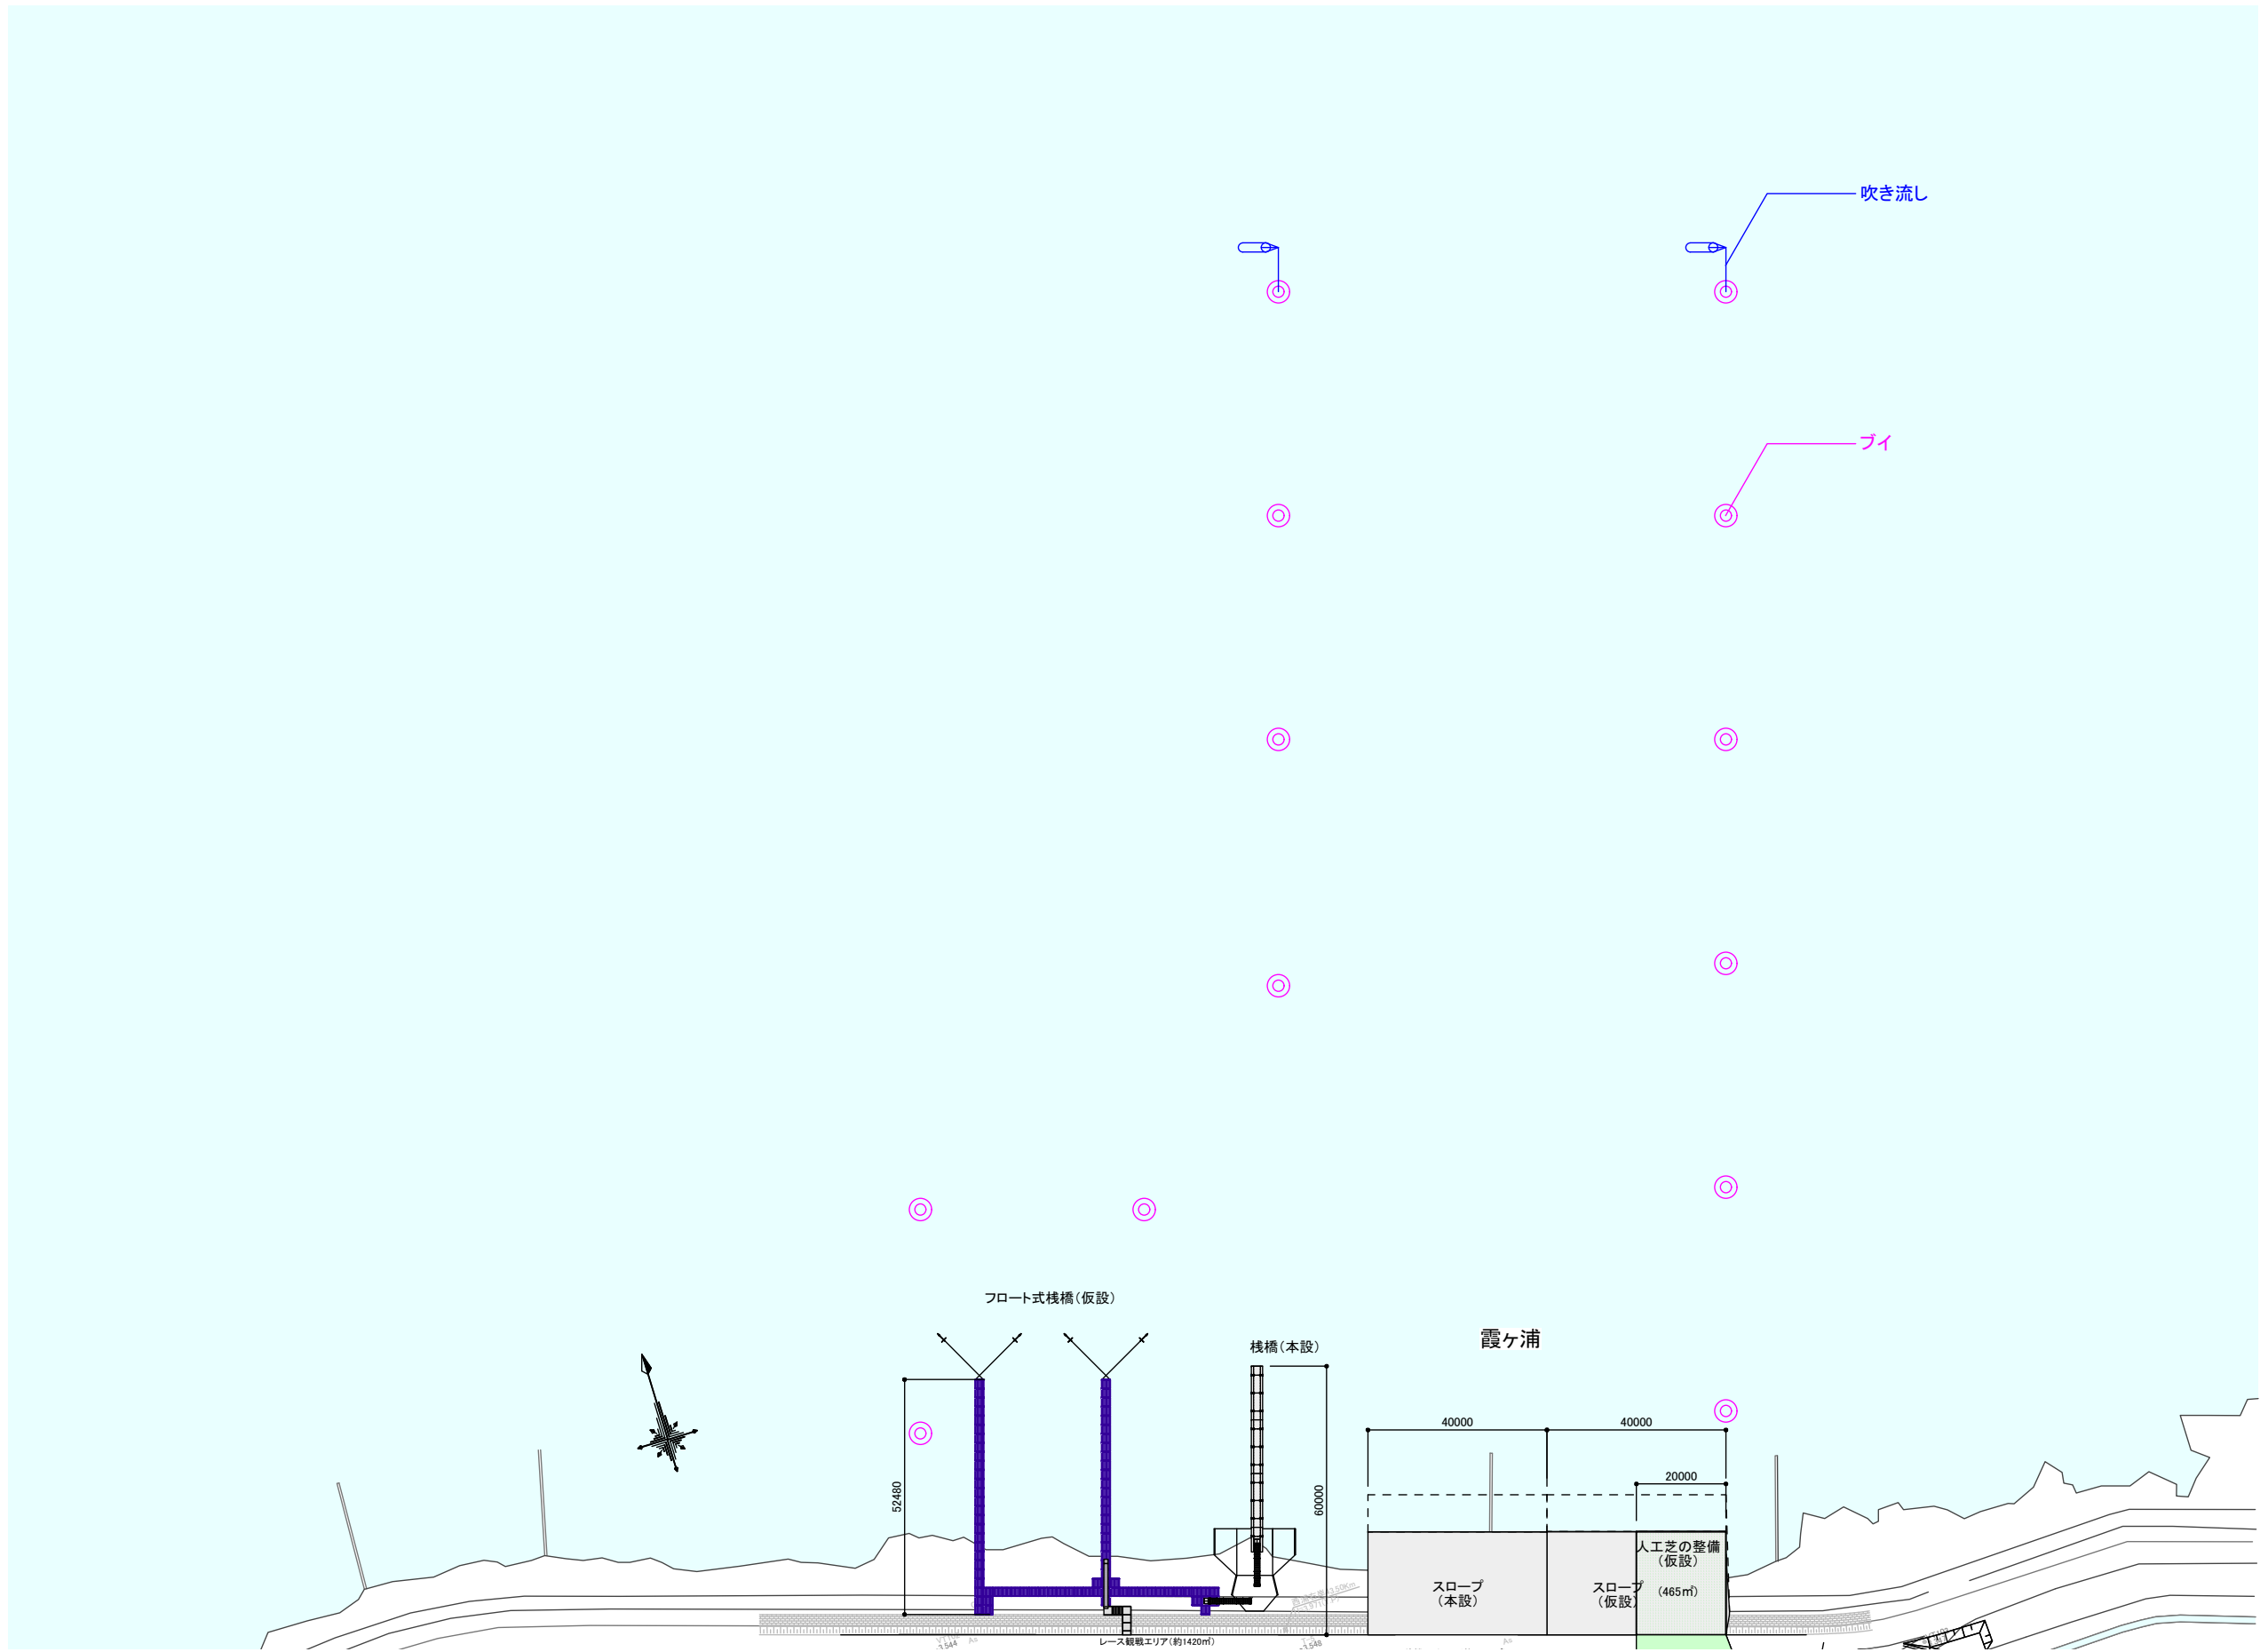 吹き流し
ブイ
フロート式桟橋(仮設)
桟橋(本設)
霞ヶ浦
40000
40000
20000
52480
60000
人工芝の整備
(仮設)
(465㎡)
スロープ
(本設)
スロープ
(仮設)
レース観戦エリア(約1420㎡)
As
As